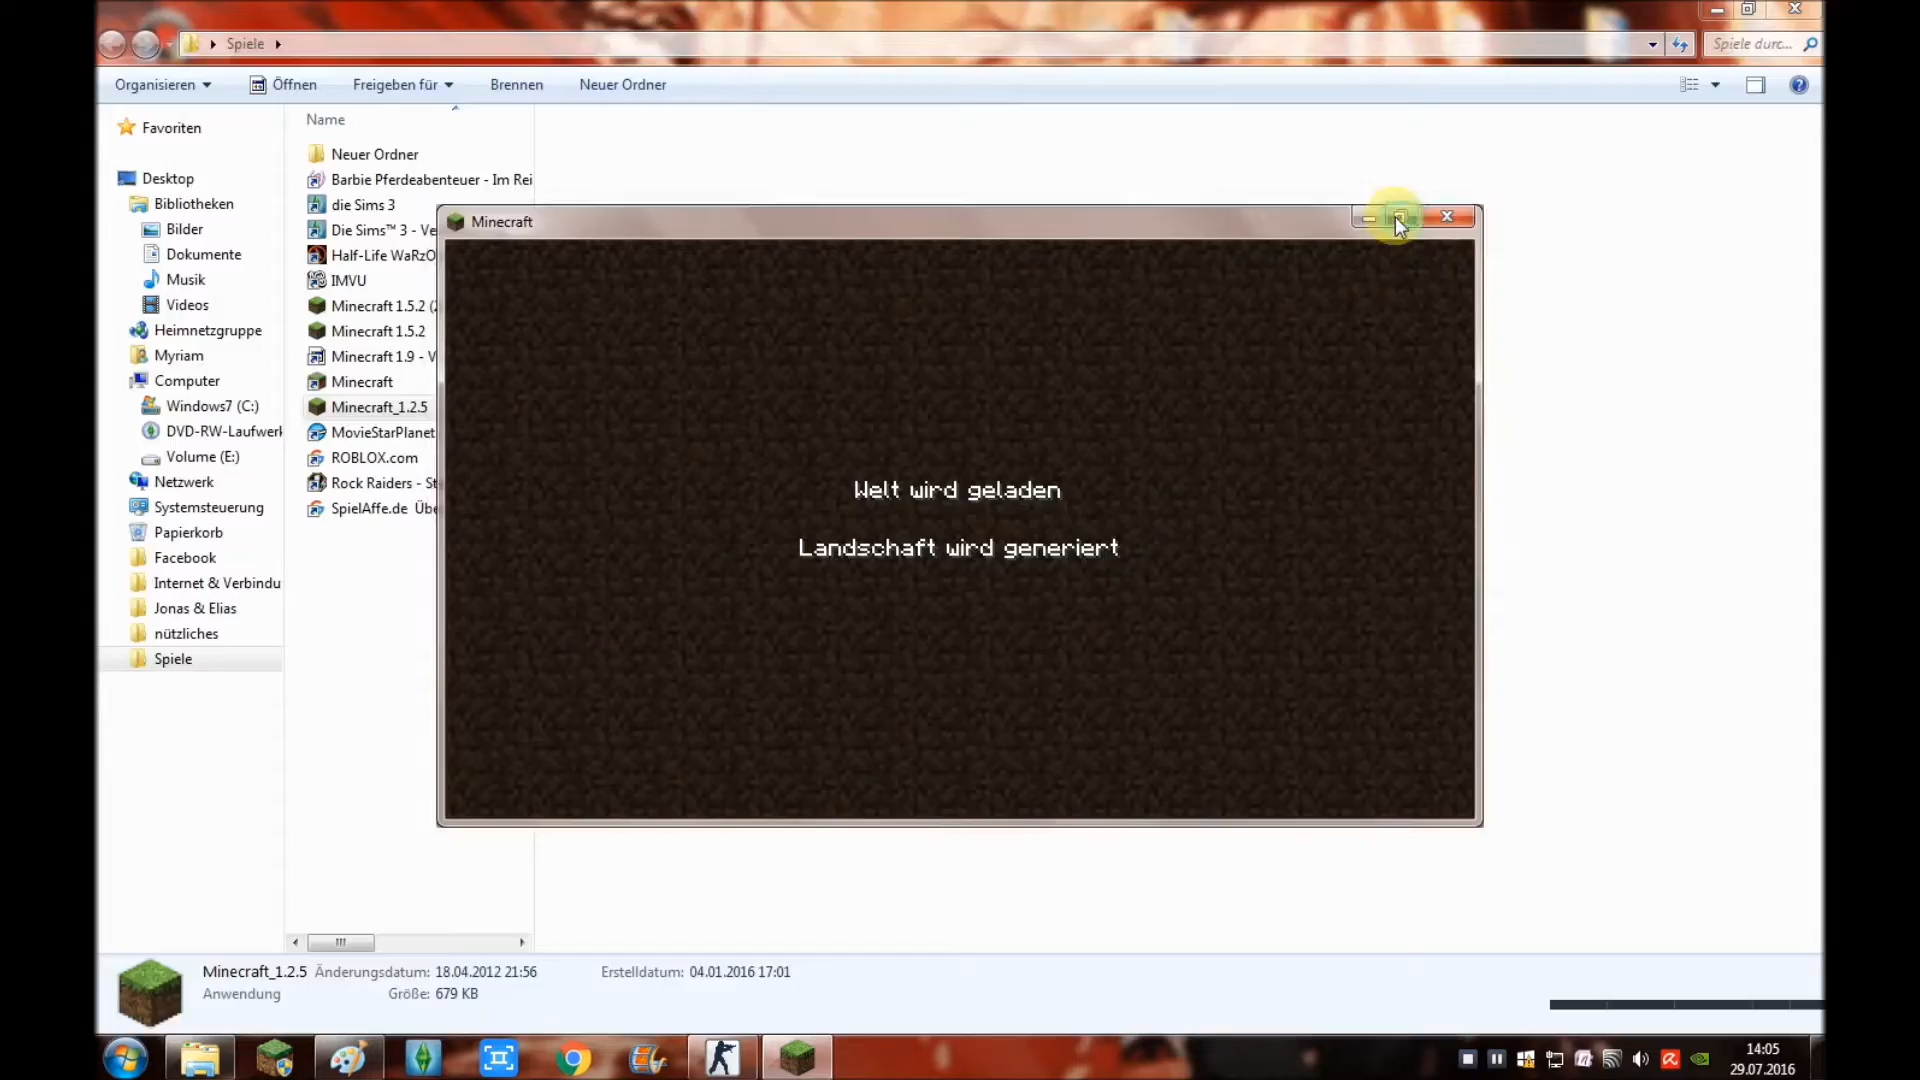 Spiele
Spiele durc...
Organisieren
Öffnen
Freigeben für
Brennen
Neuer Ordner
Favoriten
Desktop
Bibliotheken
Bilder
Dokumente
Musik
Videos
Heimnetzgruppe
Myriam
Computer
Windows7 (C:)
DVD-RW-Laufwerk
Volume (E:)
Netzwerk
Systemsteuerung
Papierkorb
Facebook
Internet & Verbindu
Jonas & Elias
nützliches
Spiele
Name
Neuer Ordner
Barbie Pferdeabenteuer - Im Rei
die Sims 3
Die Sims™ 3 - Ve
Half-Life WaRzO
IMVU
Minecraft 1.5.2 (2
Minecraft 1.5.2
Minecraft 1.9 - V
Minecraft
Minecraft_1.2.5
MovieStarPlanet
ROBLOX.com
Rock Raiders - St
SpielAffe.de Übe
Minecraft
Welt wird geladen
Landschaft wird generiert
Minecraft_1.2.5 Änderungsdatum: 18.04.2012 21:56 Erstelldatum: 04.01.2016 17:01
Anwendung Größe: 679 KB
14:05
29.07.2016